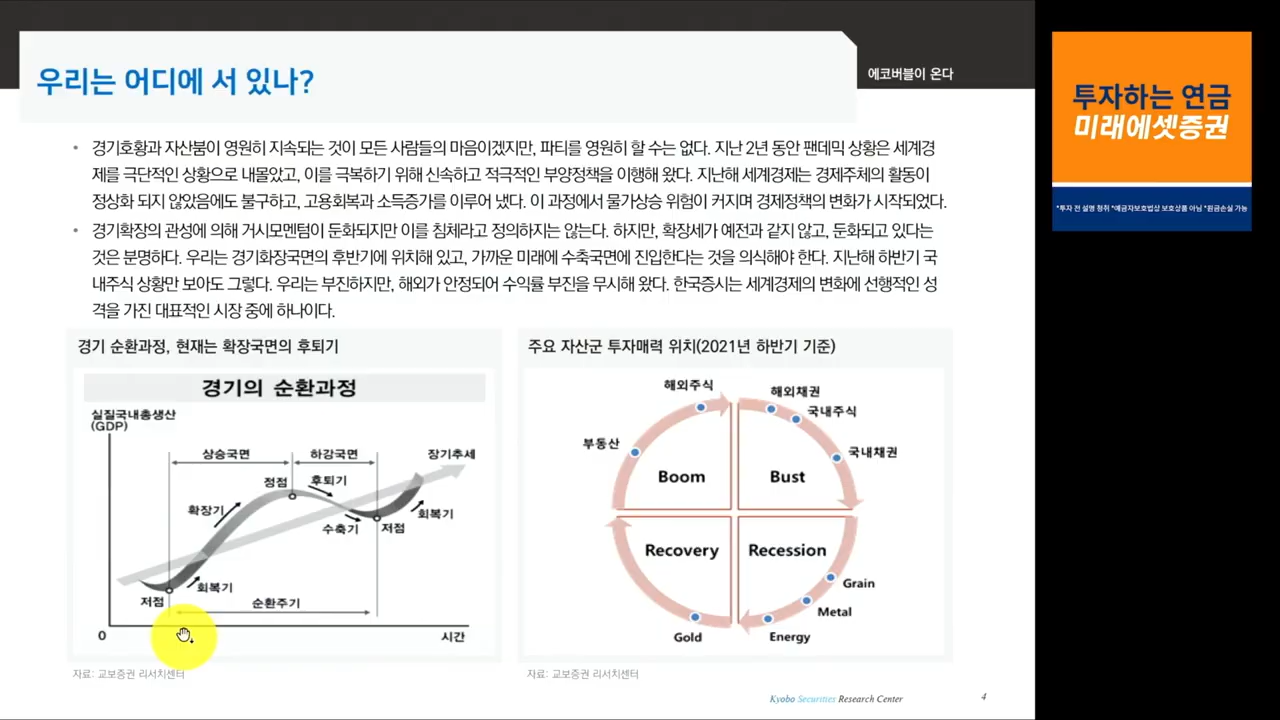 우리는 어디에 서 있나?
에코버블이 온다
투자하는 연금
미래에셋증권
*투자 전 설명 청취 *예금자보호법상 보호상품 아님 *원금손실 가능
• 경기호황과 자산붐이 영원히 지속되는 것이 모든 사람들의 마음이겠지만, 파티를 영원히 할 수는 없다. 지난 2년 동안 팬데믹 상황은 세계경
제를 극단적인 상황으로 내몰았고, 이를 극복하기 위해 신속하고 적극적인 부양정책을 이행해 왔다. 지난해 세계경제는 경제주체의 활동이
정상화 되지 않았음에도 불구하고, 고용회복과 소득증가를 이루어 냈다. 이 과정에서 물가상승 위험이 커지며 경제정책의 변화가 시작되었다.
• 경기확장의 관성에 의해 거시모멘텀이 둔화되지만 이를 침체라고 정의하지는 않는다. 하지만, 확장세가 예전과 같지 않고, 둔화되고 있다는
것은 분명하다. 우리는 경기화장국면의 후반기에 위치해 있고, 가까운 미래에 수축국면에 진입한다는 것을 의식해야 한다. 지난해 하반기 국
내주식 상황만 보아도 그렇다. 우리는 부진하지만, 해외가 안정되어 수익률 부진을 무시해 왔다. 한국증시는 세계경제의 변화에 선행적인 성
격을 가진 대표적인 시장 중에 하나이다.
경기 순환과정, 현재는 확장국면의 후퇴기
경기의 순환과정
실질국내총생산
(GDP)
상승국면
하강국면
장기추세
정점
후퇴기
확장기
수축기
저점
회복기
회복기
저점
순환주기
0
시간
자료: 교보증권 리서치센터
주요 자산군 투자매력 위치(2021년 하반기 기준)
해외주식
해외채권
국내주식
부동산
국내채권
Boom
Bust
Recovery
Recession
Grain
Metal
Gold
Energy
자료: 교보증권 리서치센터
Kyobo Securities Research Center
4